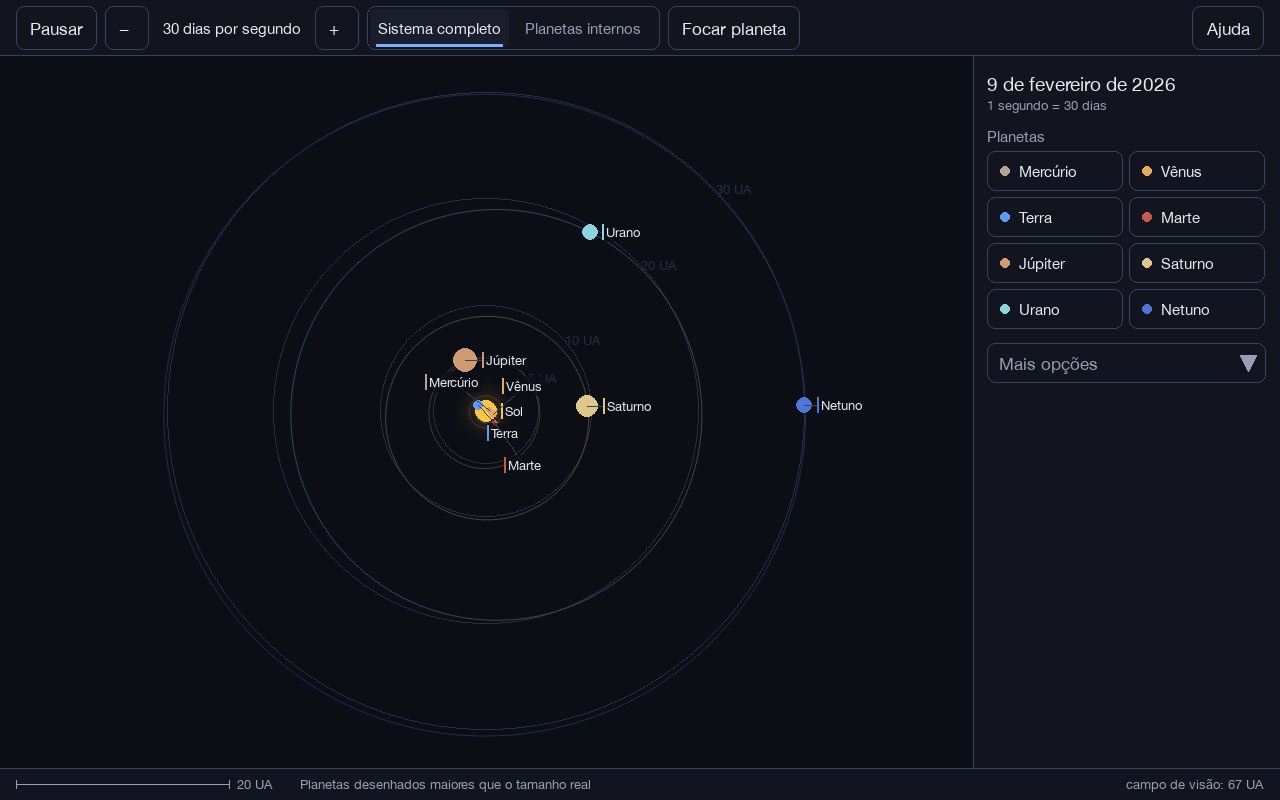 Pausar
–
30 dias por segundo
+
Sistema completo
Planetas internos
Focar planeta
Ajuda
9 de fevereiro de 2026
1 segundo = 30 dias
Planetas
Mercúrio
Vênus
Terra
Marte
Júpiter
Saturno
Urano
Netuno
Mais opções
30 UA
Urano
20 UA
10 UA
Júpiter
5 UA
Mercúrio
Vênus
Sol
Saturno
Netuno
Terra
Marte
20 UA
Planetas desenhados maiores que o tamanho real
campo de visão: 67 UA